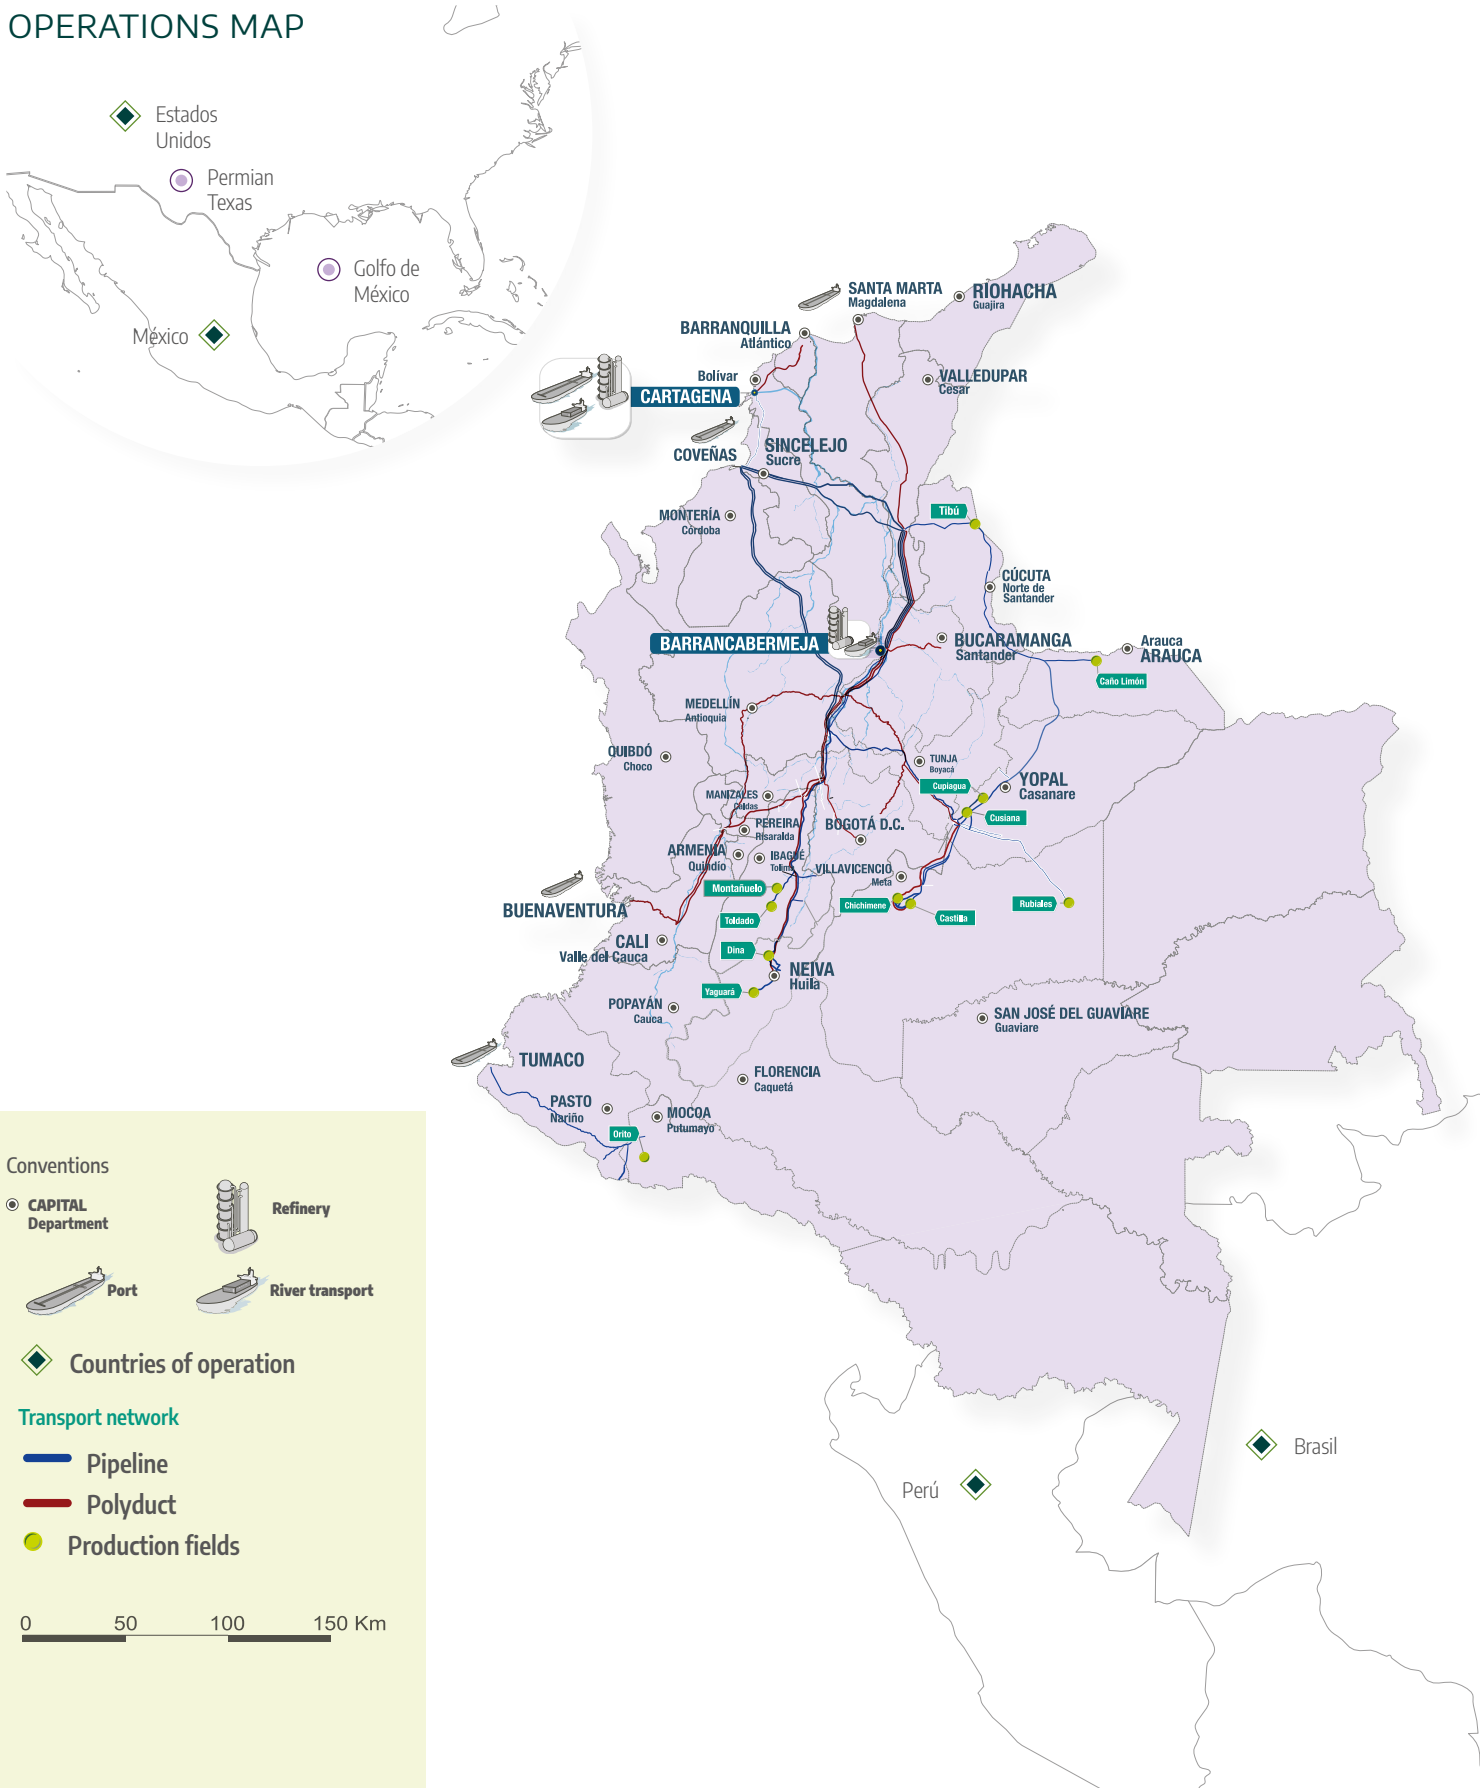 OPERATIONS MAP
Estados
Unidos
Permian
Texas
Golfo de
México
México
SANTA MARTA
Magdalena
RIOHACHA
Guajira
BARRANQUILLA
Atlántico
Bolívar
CARTAGENA
VALLEDUPAR
Cesar
COVEÑAS
SINCELEJO
Sucre
MONTERÍA
Córdoba
Tibú
CÚCUTA
Norte de
Santander
BARRANCABERMEJA
BUCARAMANGA
Santander
Arauca
ARAUCA
Caño Limón
MEDELLÍN
Antioquia
QUIBDÓ
Choco
TUNJA
Boyacá
Cupiagua
YOPAL
Casanare
MANIZALES
Caldas
Cusiana
PEREIRA
Risaralda
BOGOTÁ D.C.
ARMENIA
Quindío
IBAGUÉ
Tolima
VILLAVICENCIO
Meta
Montañuelo
Chichimene
Castilla
Rubiales
BUENAVENTURA
Toldado
CALI
Valle del Cauca
Dina
NEIVA
Huila
Yaguará
POPAYÁN
Cauca
SAN JOSÉ DEL GUAVIARE
Guaviare
TUMACO
FLORENCIA
Caquetá
PASTO
Nariño
MOCOA
Putumayo
Orito
Conventions
CAPITAL
Department
Refinery
Port
River transport
Countries of operation
Transport network
Pipeline
Polyduct
Production fields
0 50 100 150 Km
Perú
Brasil